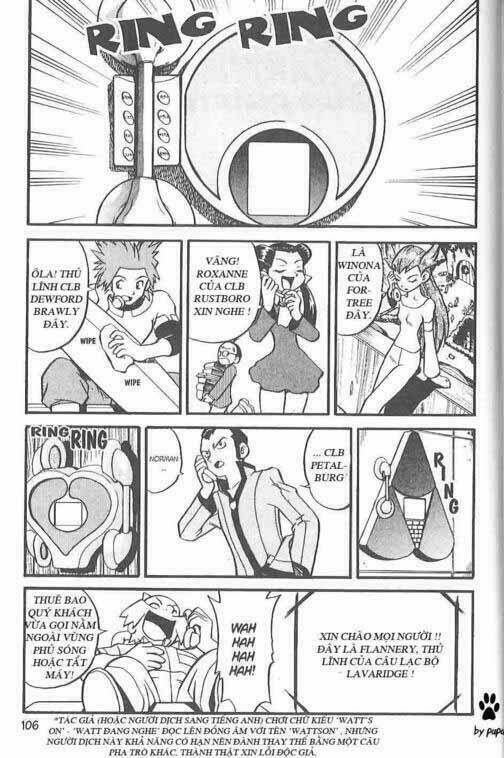 RING RING
LÀ
WINONA
CỦA
FOR-
TREE
ĐÂY.
VÂNG!
ROXANNE
CỦA CLB
RUSTBORO
XIN NGHE !
ÔLA! THỦ
LĨNH CLB
DEWFORD
BRAWLY
ĐÂY.
WIPE
WIPE
RING
... CLB
PETAL-
BURG
NORMAN
...
RING RING
XIN CHÀO MỌI NGƯỜI !!
ĐÂY LÀ FLANNERY, THỦ
LĨNH CỦA CÂU LẠC BỘ
LAVARIDGE !
WAH
HAH
HAH
HAH!
THUÊ BAO
QUÝ KHÁCH
VỪA GỌI NẰM
NGOÀI VÙNG
PHỦ SÓNG
HOẶC TẮT
MÁY!
106
*TÁC GIẢ (HOẶC NGƯỜI DỊCH SANG TIẾNG ANH) CHƠI CHỮ KIỂU 'WATT'S
ON' - 'WATT ĐANG NGHE' ĐỌC LÊN ĐỒNG ÂM VỚI TÊN 'WATTSON', NHƯNG
NGƯỜI DỊCH NÀY KHẢ NĂNG CÓ HẠN NÊN ĐÀNH THAY THẾ BẰNG MỘT CÂU
PHA TRÒ KHÁC. THÀNH THẬT XIN LỖI ĐỘC GIẢ.